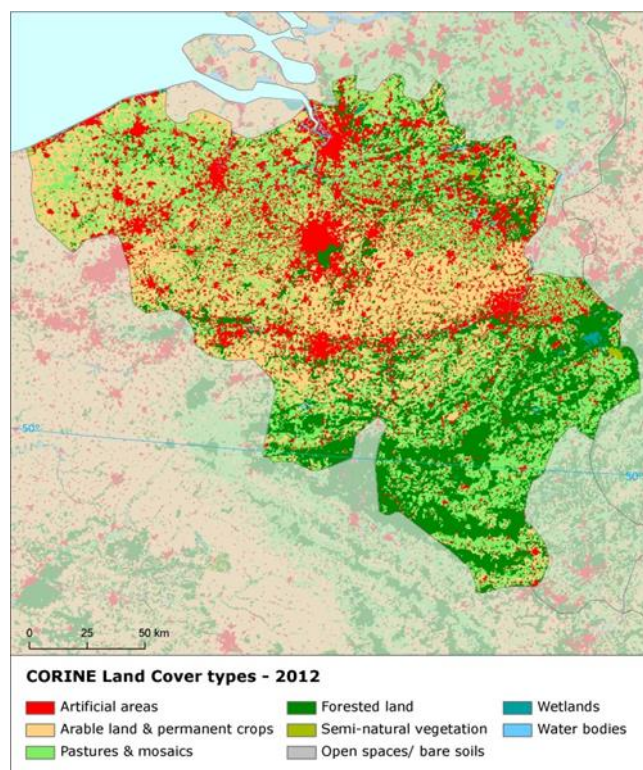 50°
50°
0 25 50 km
CORINE Land Cover types - 2012
Artificial areas
Arable land & permanent crops
Pastures & mosaics
Forested land
Semi-natural vegetation
Open spaces/ bare soils
Wetlands
Water bodies